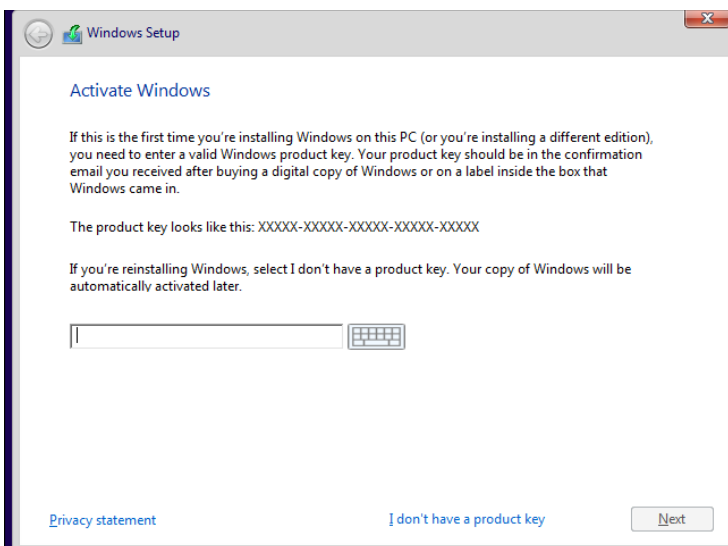 Windows Setup
Activate Windows
If this is the first time you're installing Windows on this PC (or you're installing a different edition),
you need to enter a valid Windows product key. Your product key should be in the confirmation
email you received after buying a digital copy of Windows or on a label inside the box that
Windows came in.
The product key looks like this: XXXXX-XXXXX-XXXXX-XXXXX-XXXXX
If you're reinstalling Windows, select I don't have a product key. Your copy of Windows will be
automatically activated later.
Privacy statement
I don't have a product key
Next